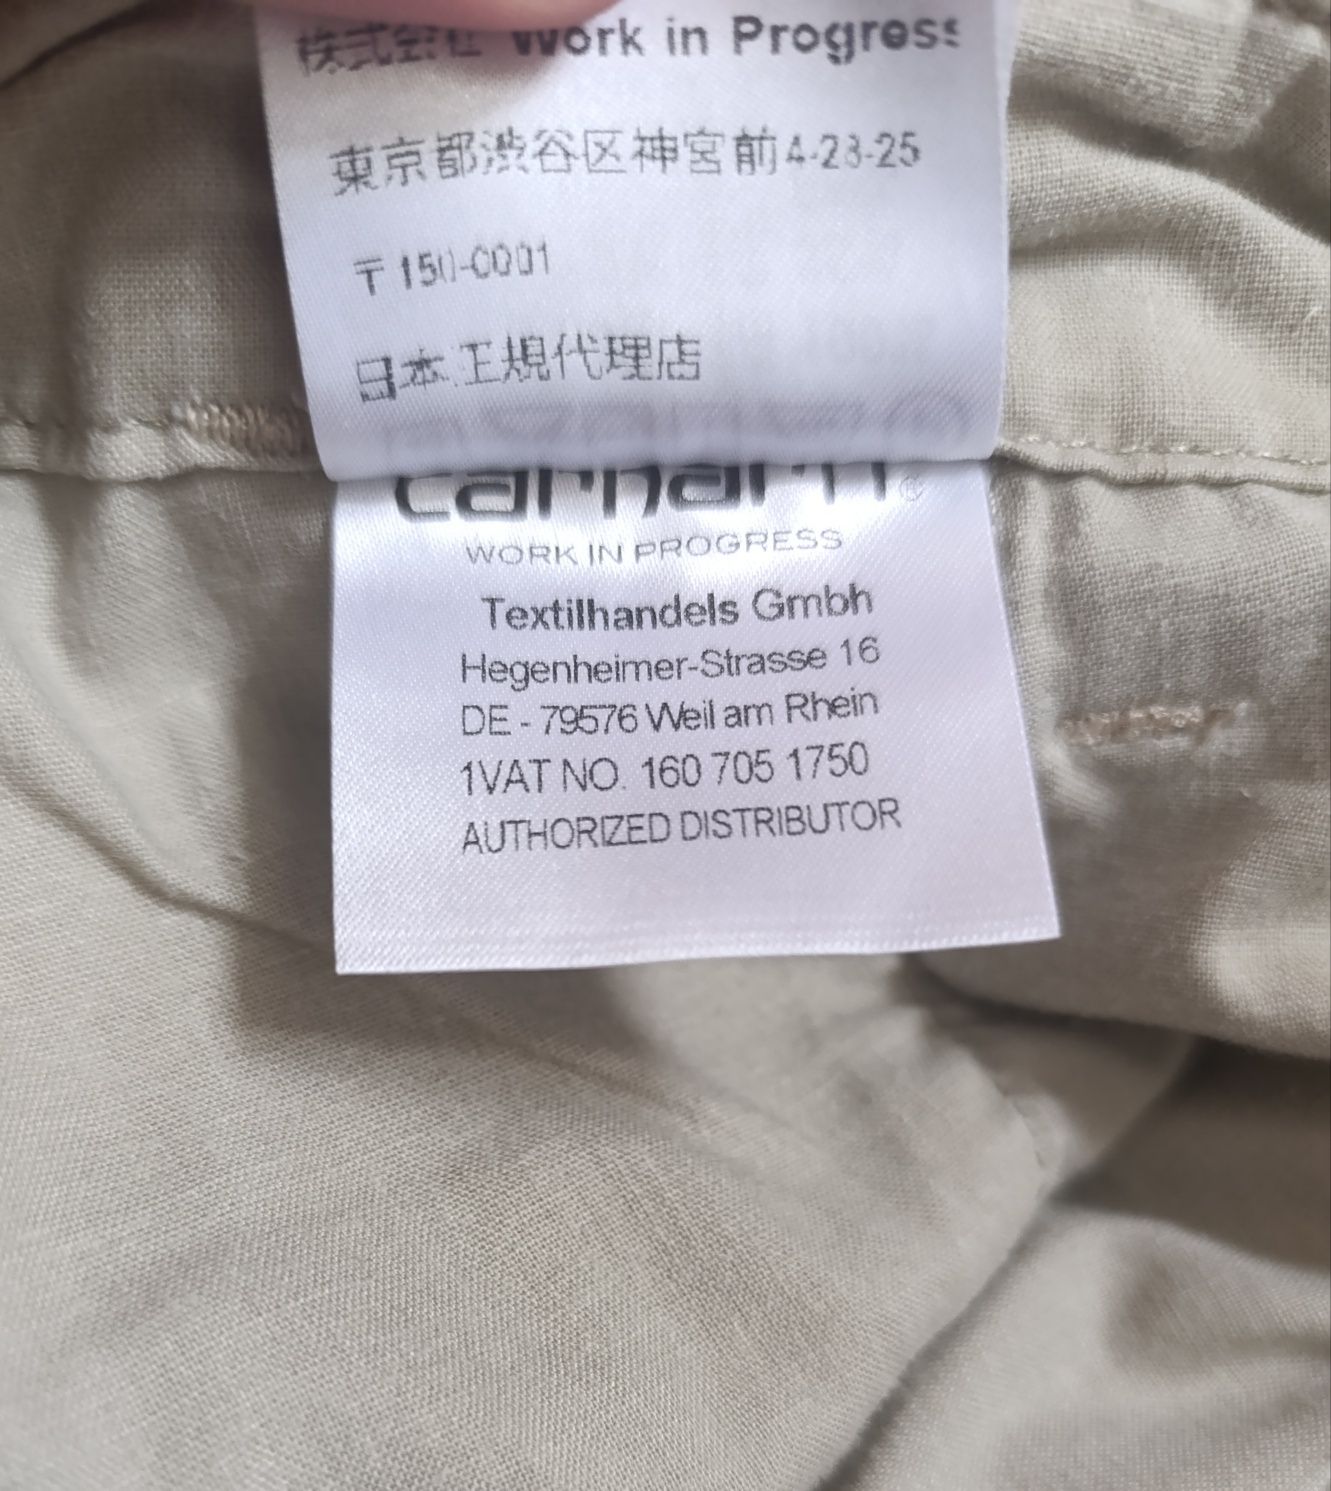 株式会社 Work in Progress
東京都渋谷区神宮前4-23-25
〒150-0001
日本正規代理店
carhartt®
WORK IN PROGRESS
Textilhandels Gmbh
Hegenheimer-Strasse 16
DE - 79576 Weil am Rhein
1VAT NO. 160 705 1750
AUTHORIZED DISTRIBUTOR